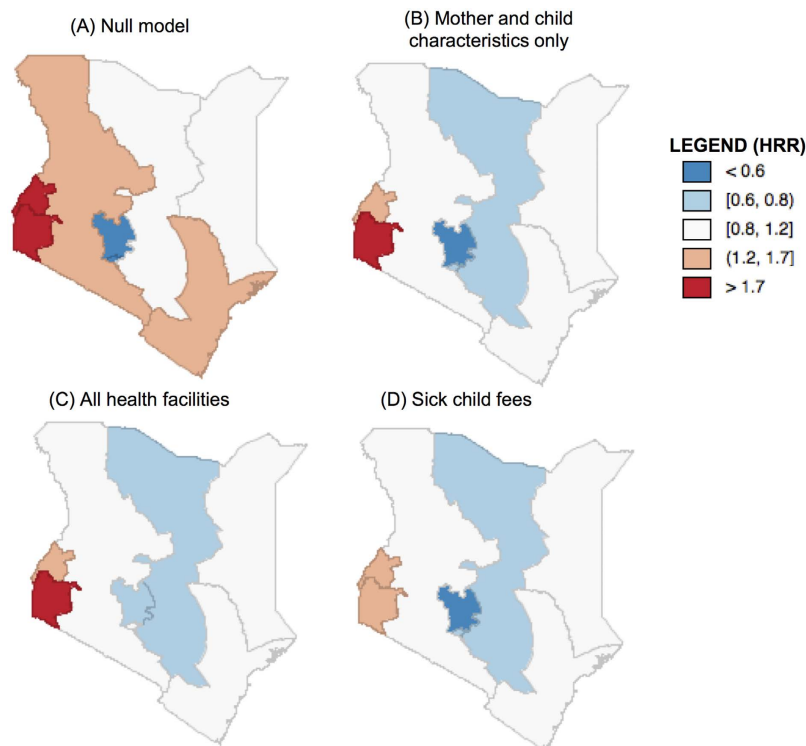 (A) Null model
(B) Mother and child
characteristics only
LEGEND (HRR)
< 0.6
[0.6, 0.8)
[0.8, 1.2]
(1.2, 1.7]
> 1.7
(C) All health facilities
(D) Sick child fees